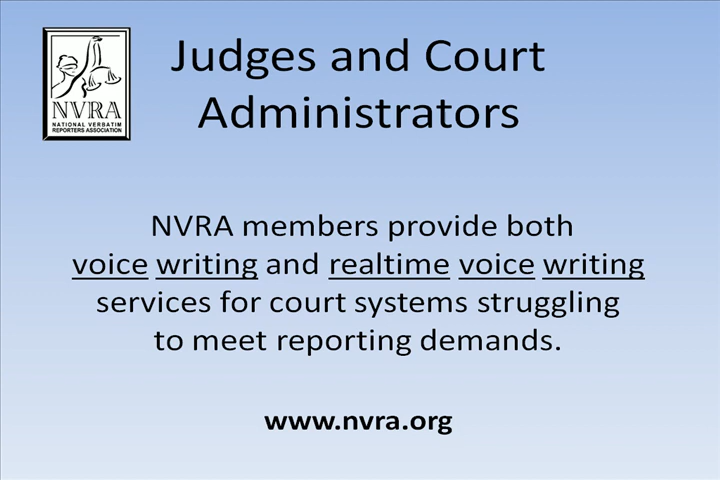 Judges and Court
Administrators
NVRA
NATIONAL VERBATIM
REPORTERS ASSOCIATION
NVRA members provide both
voice writing and realtime voice writing
services for court systems struggling
to meet reporting demands.
www.nvra.org